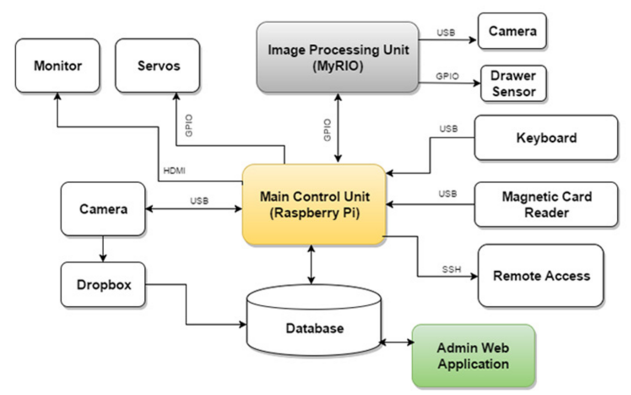 Monitor
Servos
Image Processing Unit
(MyRIO)
USB
Camera
GPIO
Drawer
Sensor
GPIO
GPIO
USB
Keyboard
HDMI
Main Control Unit
(Raspberry Pi)
USB
Magnetic Card
Reader
Camera
USB
SSH
Remote Access
Dropbox
Database
Admin Web
Application